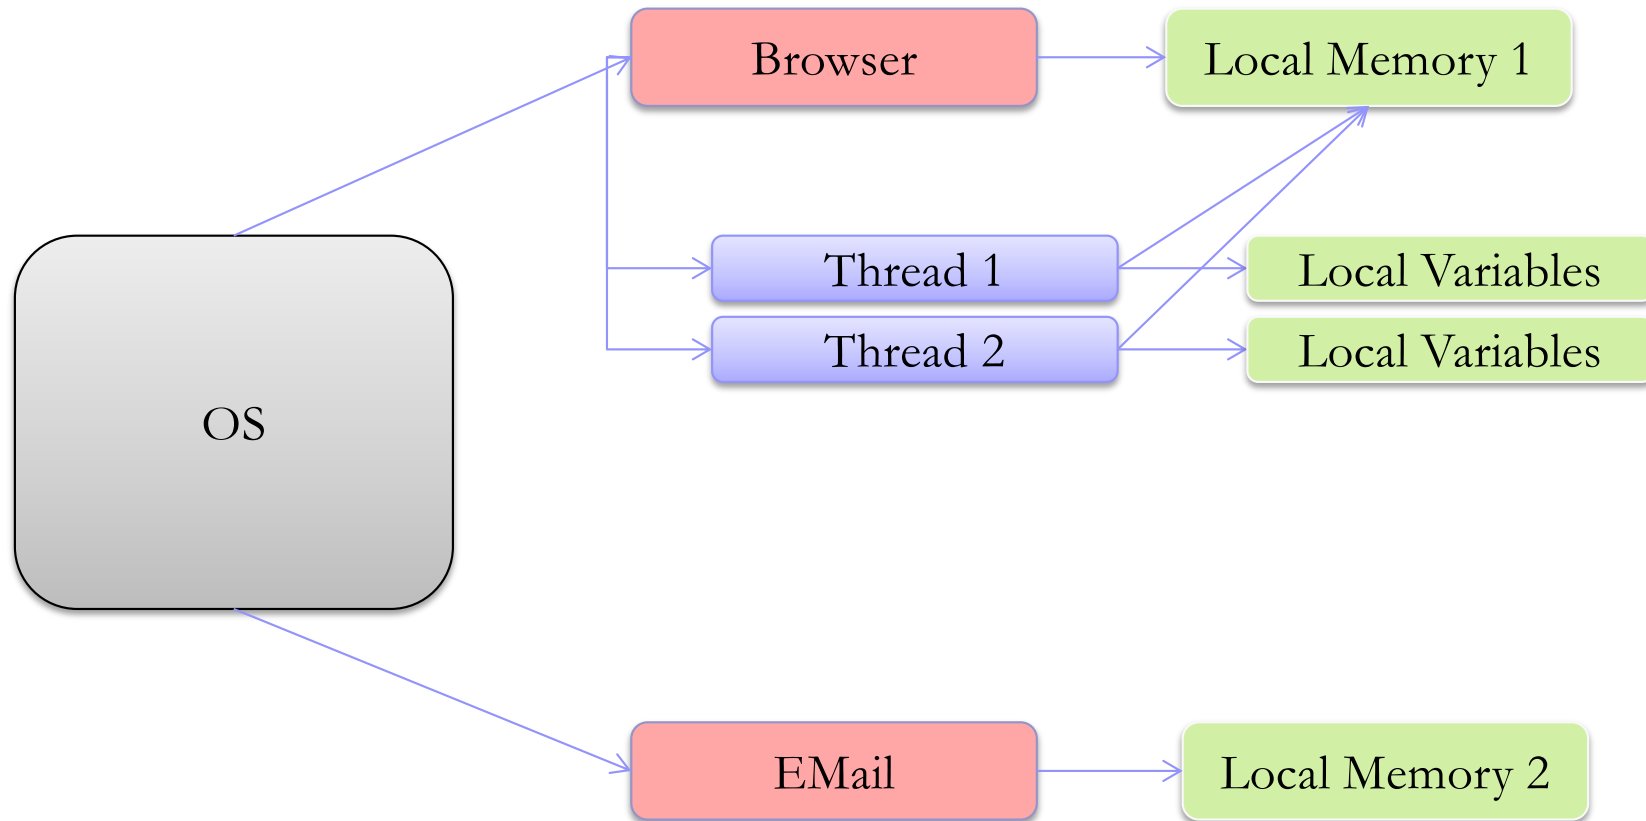 Browser
Local Memory 1
Thread 1
Local Variables
Thread 2
Local Variables
OS
EMail
Local Memory 2